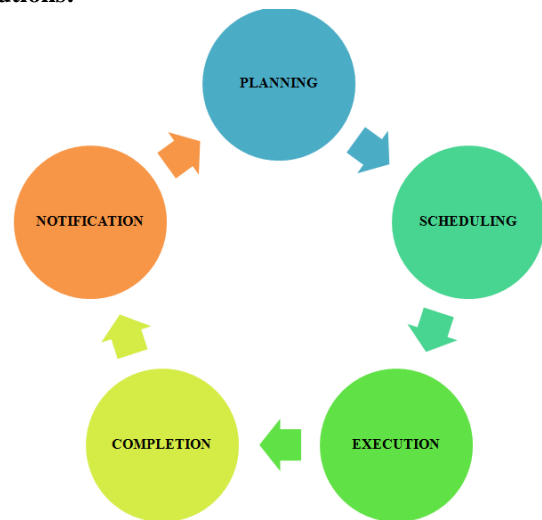 PLANNING
SCHEDULING
EXECUTION
COMPLETION
NOTIFICATION